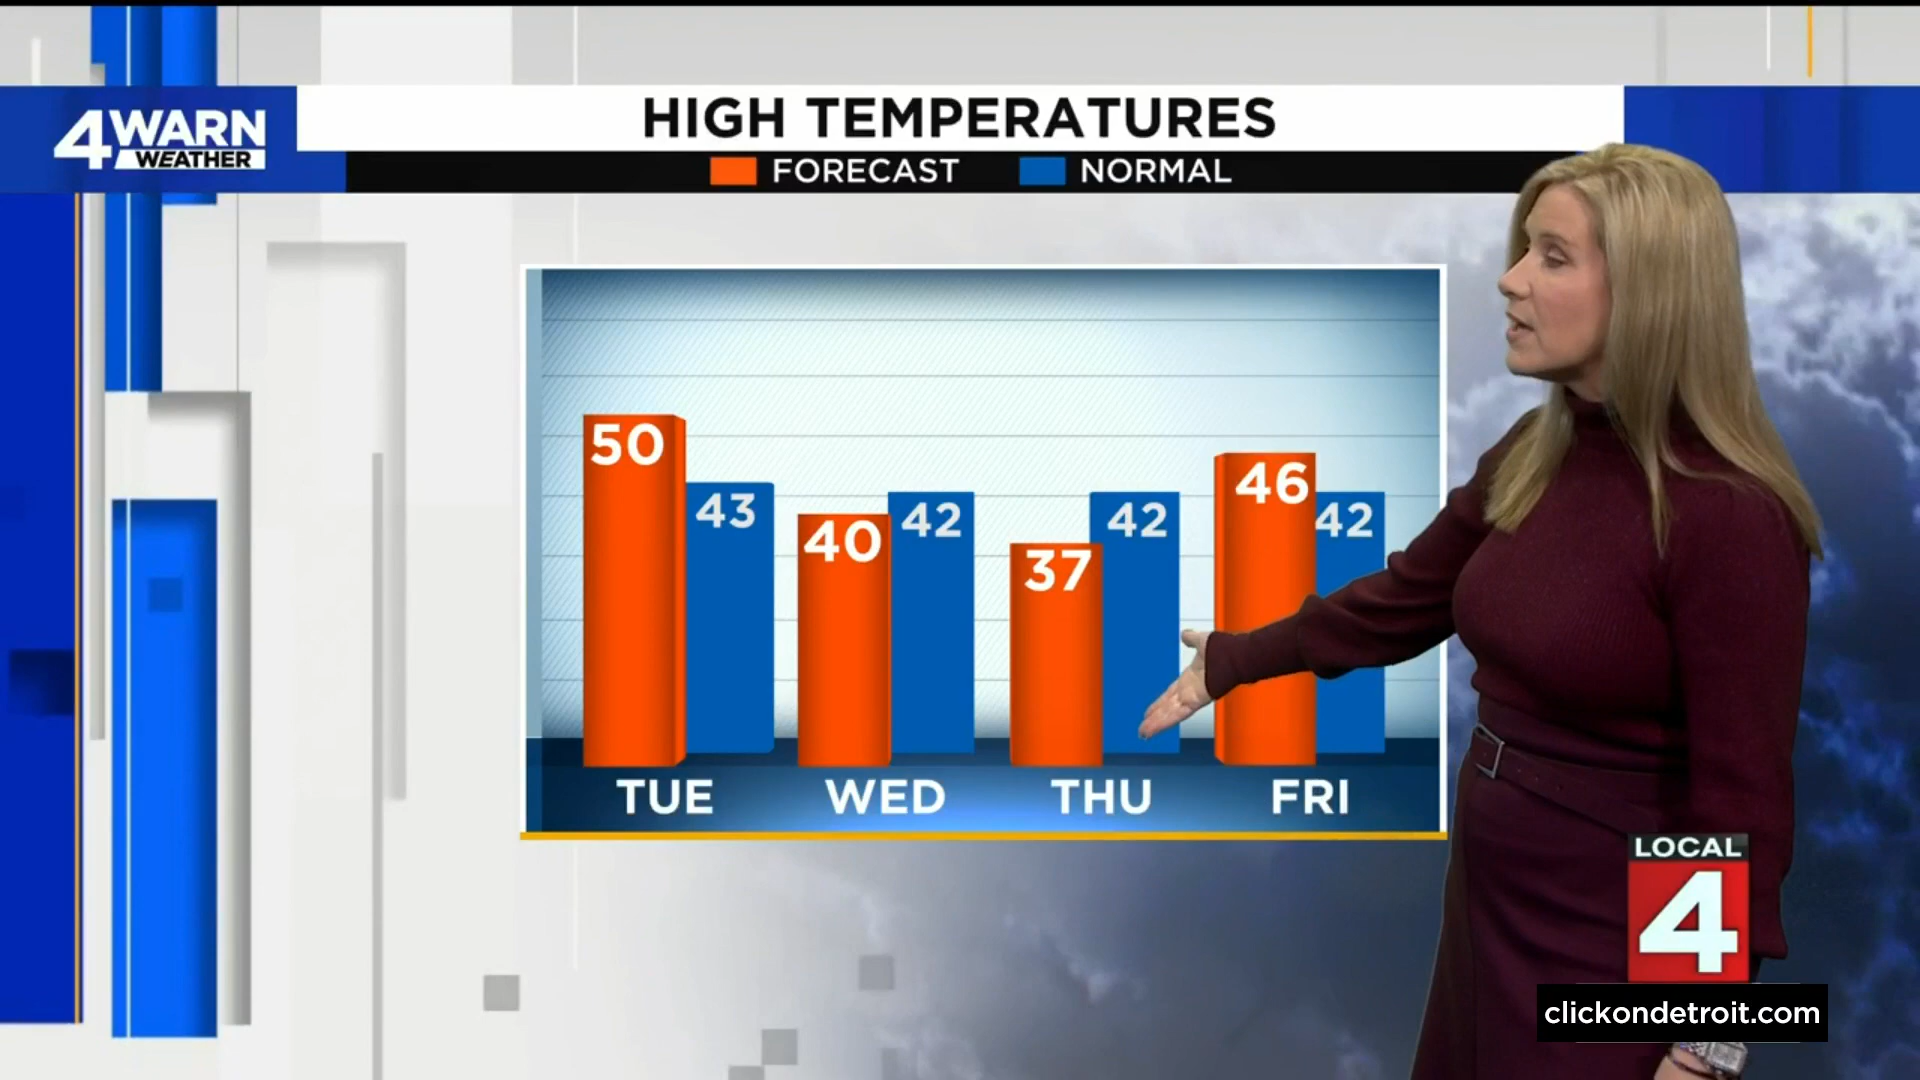 4WARN
WEATHER
HIGH TEMPERATURES
FORECAST NORMAL
50 43 40 42 37 42 46 42
TUE WED THU FRI
LOCAL
4
clickondetroit.com